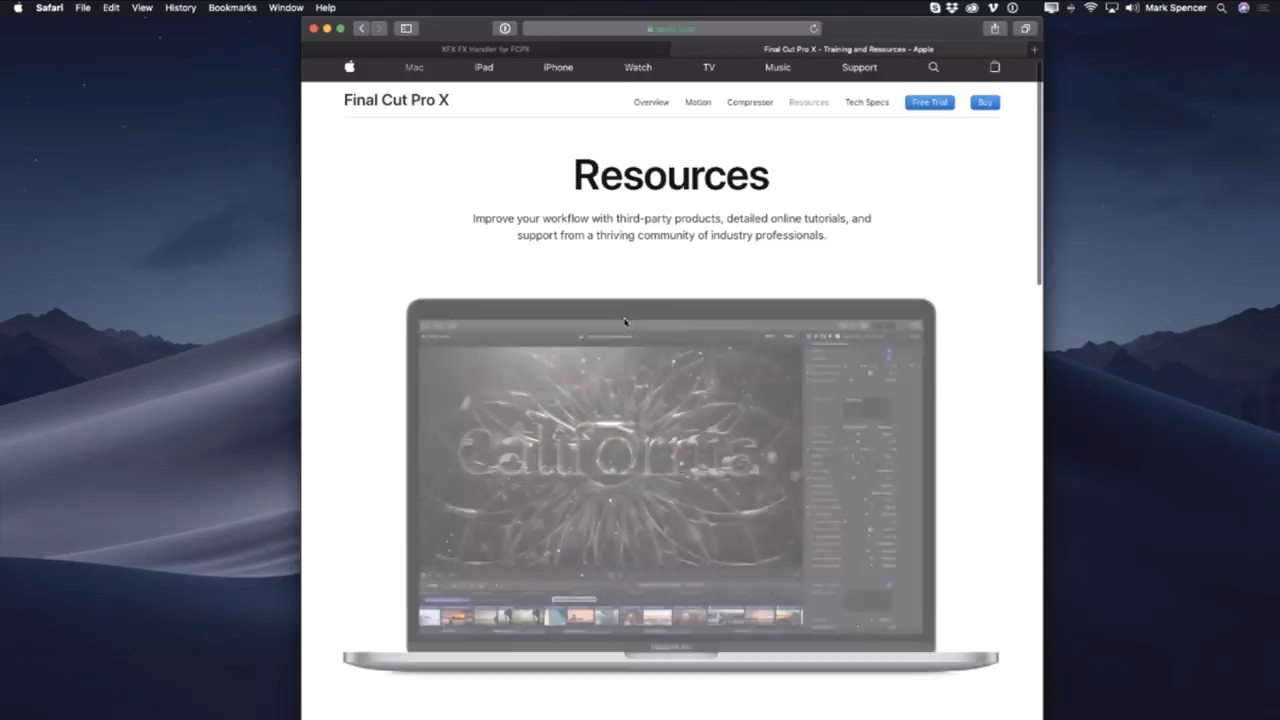 Safari File Edit View History Bookmarks Window Help Mark Spencer
XFX FX Handler for FCPX Final Cut Pro X - Training and Resources - Apple
Mac iPad iPhone Watch TV Music Support
Final Cut Pro X Overview Motion Compressor Resources Tech Specs Free Trial Buy
Resources
Improve your workflow with third-party products, detailed online tutorials, and
support from a thriving community of industry professionals.
California